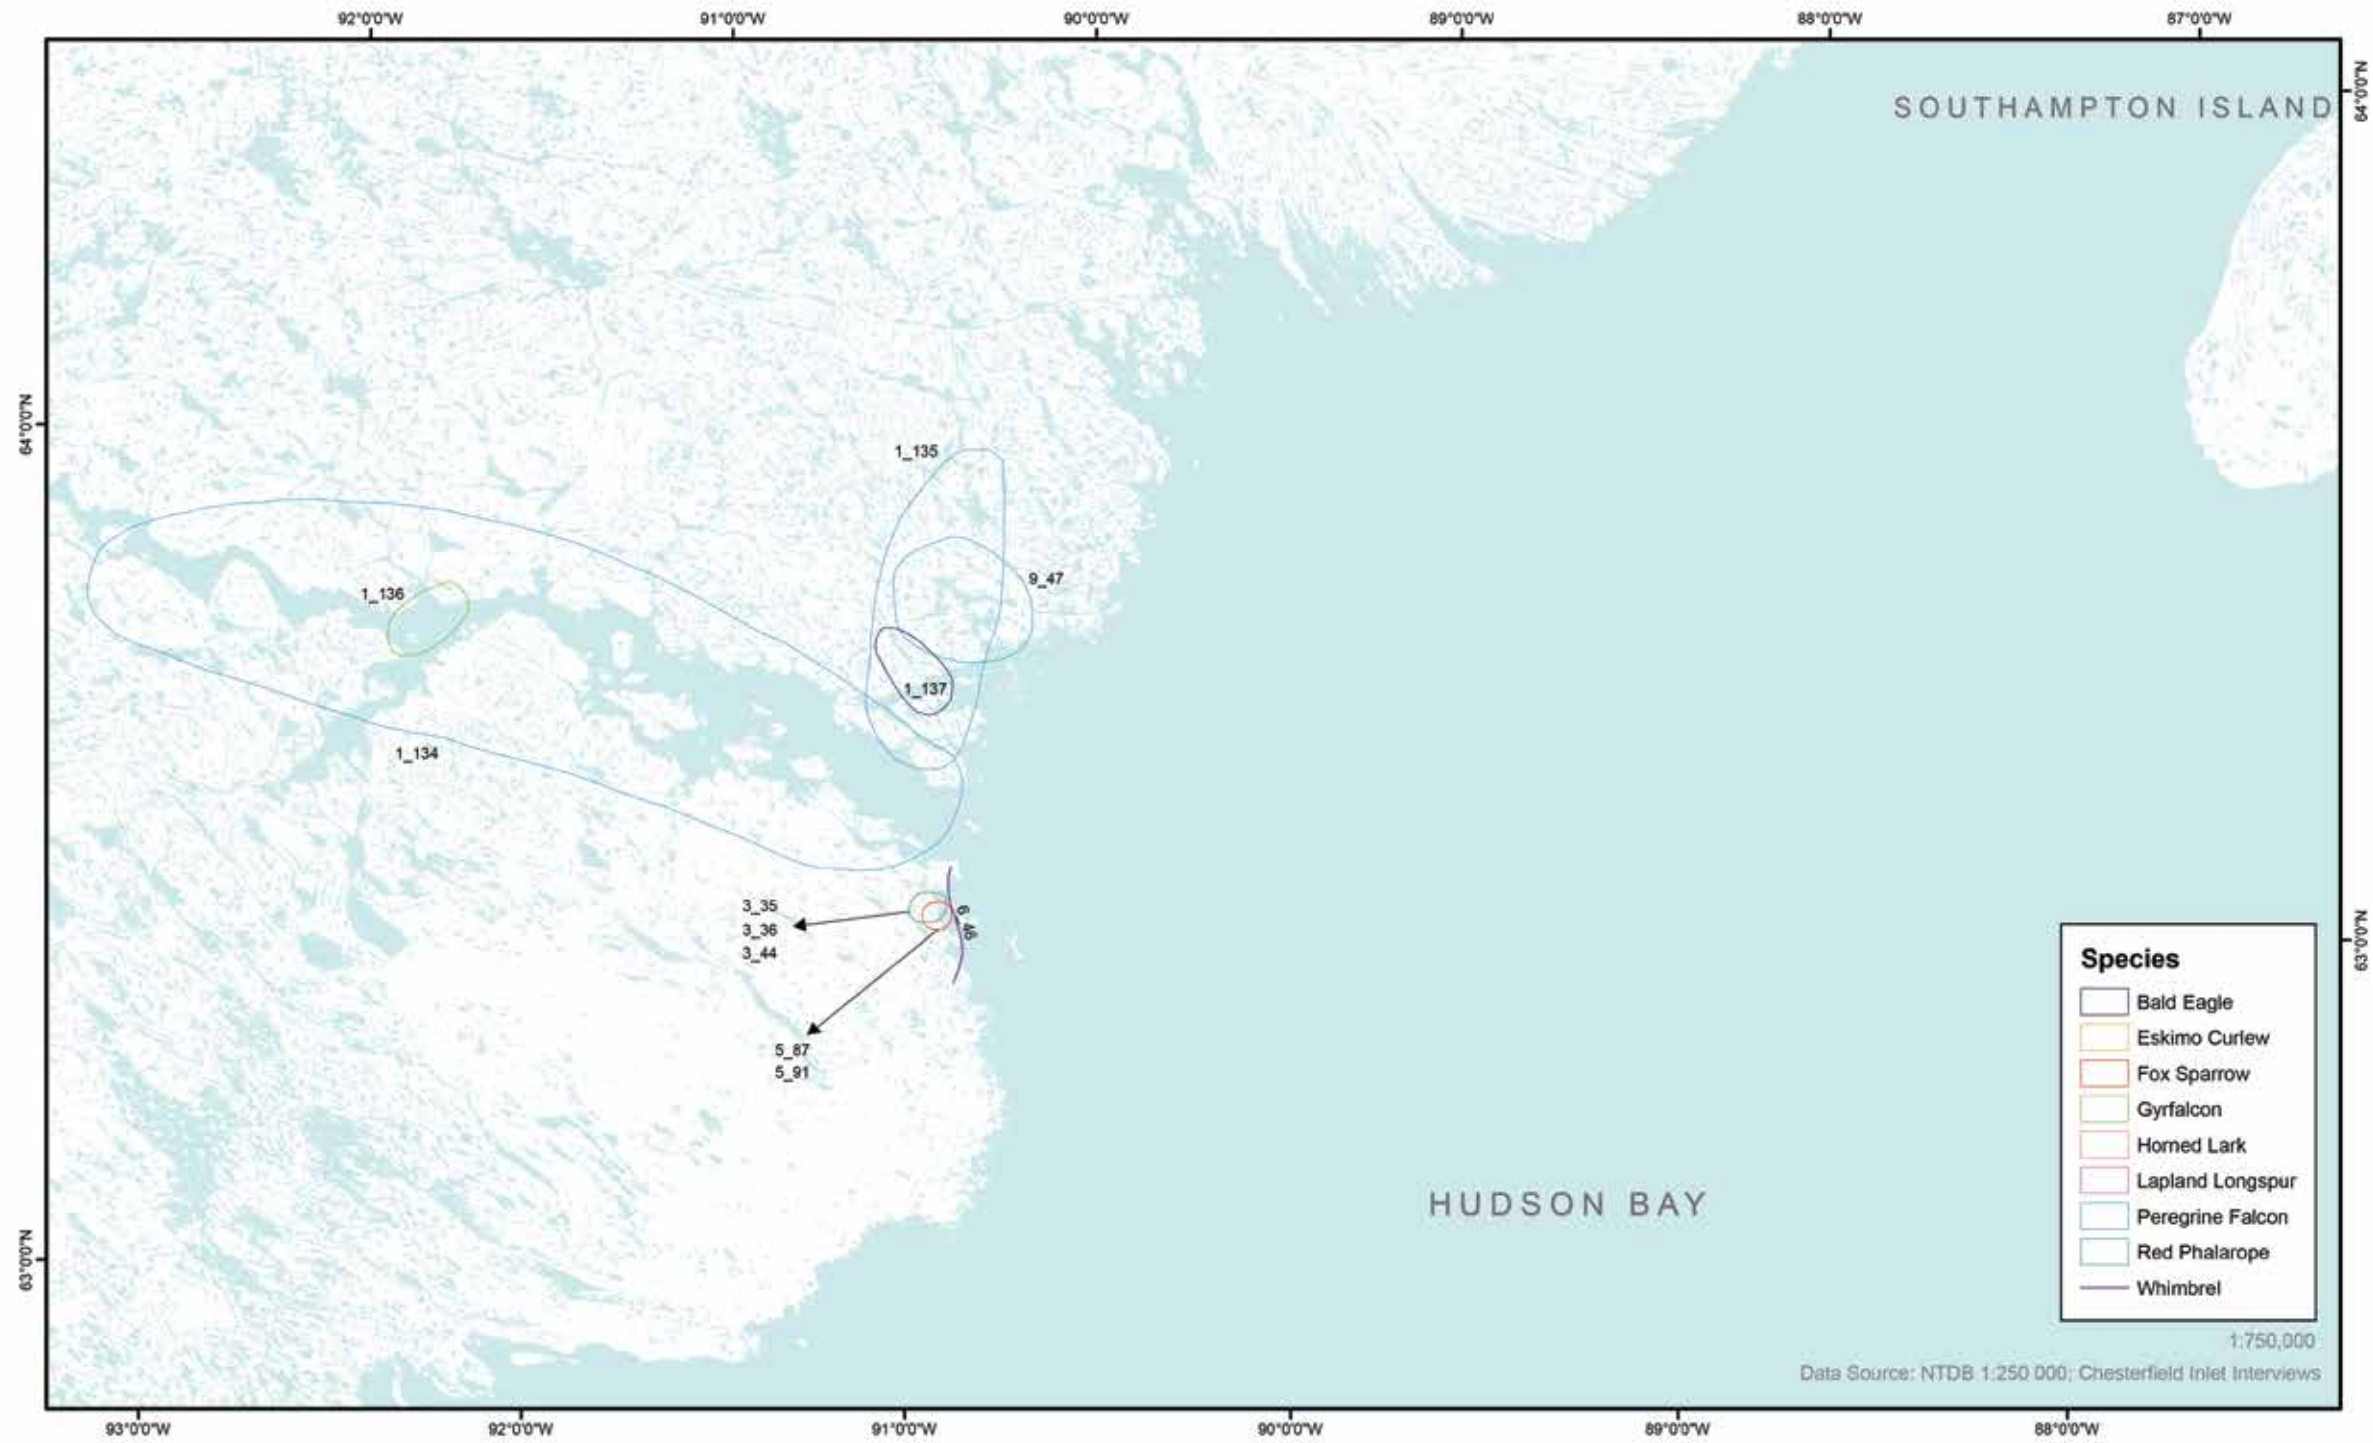 92°0'0"W 91°0'0"W 90°0'0"W 89°0'0"W 88°0'0"W 87°0'0"W
64°0'0"N
SOUTHAMPTON ISLAND
64°0'0"N
1_135
9_47
1_136
1_137
1_134
3_35
3_36
3_44
6_46
63°0'0"N
5_87
5_91
HUDSON BAY
63°0'0"N
Species
Bald Eagle
Eskimo Curlew
Fox Sparrow
Gyrfalcon
Horned Lark
Lapland Longspur
Peregrine Falcon
Red Phalarope
Whimbrel
1:750,000
Data Source: NTDB 1:250 000; Chesterfield Inlet Interviews
93°0'0"W 92°0'0"W 91°0'0"W 90°0'0"W 89°0'0"W 88°0'0"W